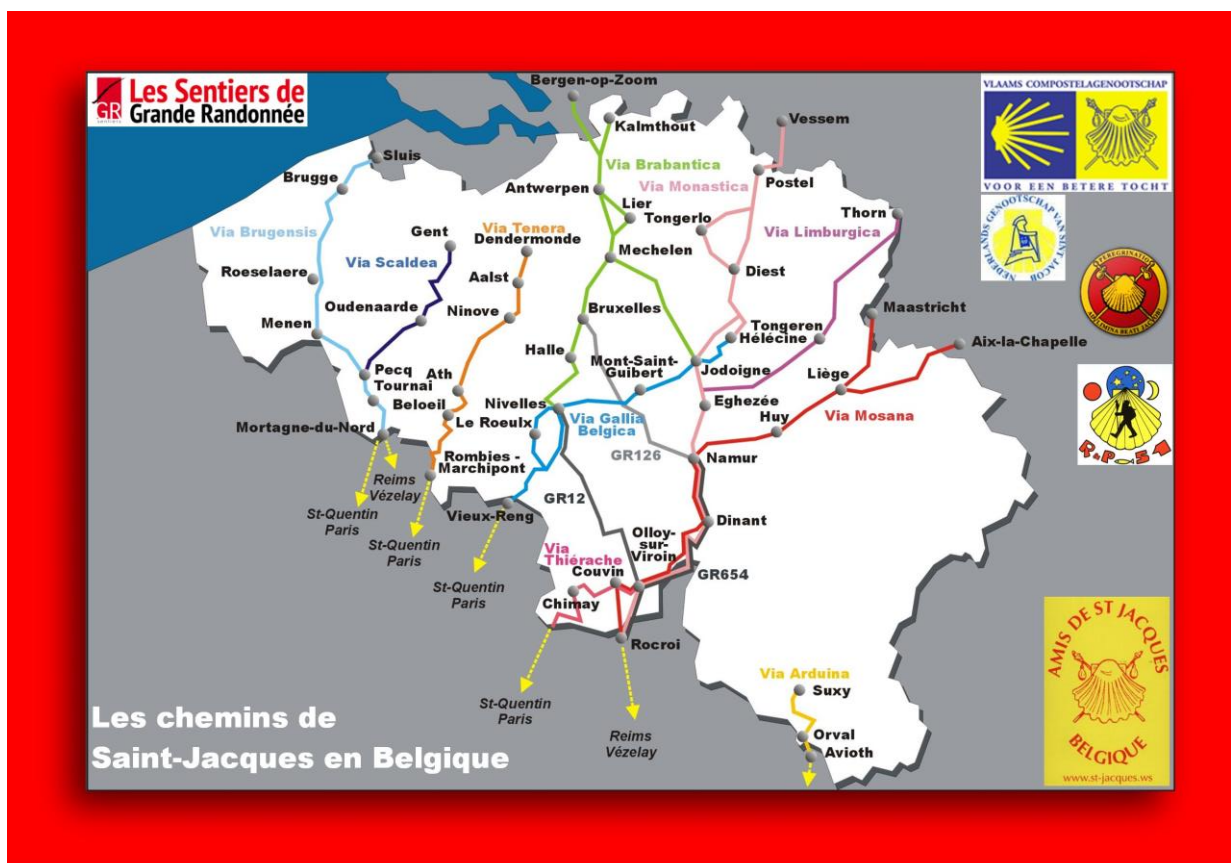 GR
sentiers
Les Sentiers de
Grande Randonnée
Bergen-op-Zoom
Kalmthout
Vessem
Sluis
Brugge
Via Brabantica
Via Monastica
Postel
Antwerpen
Lier
Tongerlo
Thorn
Via Brugensis
Gent
Via Tenera
Dendermonde
Mechelen
Via Limburgica
Via Scaldea
Roeselaere
Aalst
Diest
Oudenaarde
Ninove
Bruxelles
Maastricht
Menen
Tongeren
Hélécine
Aix-la-Chapelle
Halle
Mont-Saint-
Guibert
Jodoigne
Liège
Pecq
Tournai
Ath
Beloeil
Nivelles
Eghezée
Via Mosana
Mortagne-du-Nord
Le Roeulx
Via Gallia
Belgica
Huy
GR126
Namur
Rombies -
Marchipont
Reims
Vézelay
GR12
St-Quentin
Paris
Vieux-Reng
Dinant
Olloy-
sur-
Viroin
St-Quentin
Paris
Via
Thiérache
Couvin
GR654
St-Quentin
Paris
Chimay
Rocroi
Via Arduina
Suxy
St-Quentin
Paris
Reims
Vézelay
Orval
Avioth
Les chemins de
Saint-Jacques en Belgique
VLAAMS COMPOSTELAGENOOTSCHAP
VOOR EEN BETERE TOCHT
NEDERLANDS GENOOTSCHAP VAN SINT JACOB
PEREGRINATIO
AD LIMINA BEATI JACOBI
AMIS DE ST JACQUES
BELGIQUE
www.st-jacques.ws